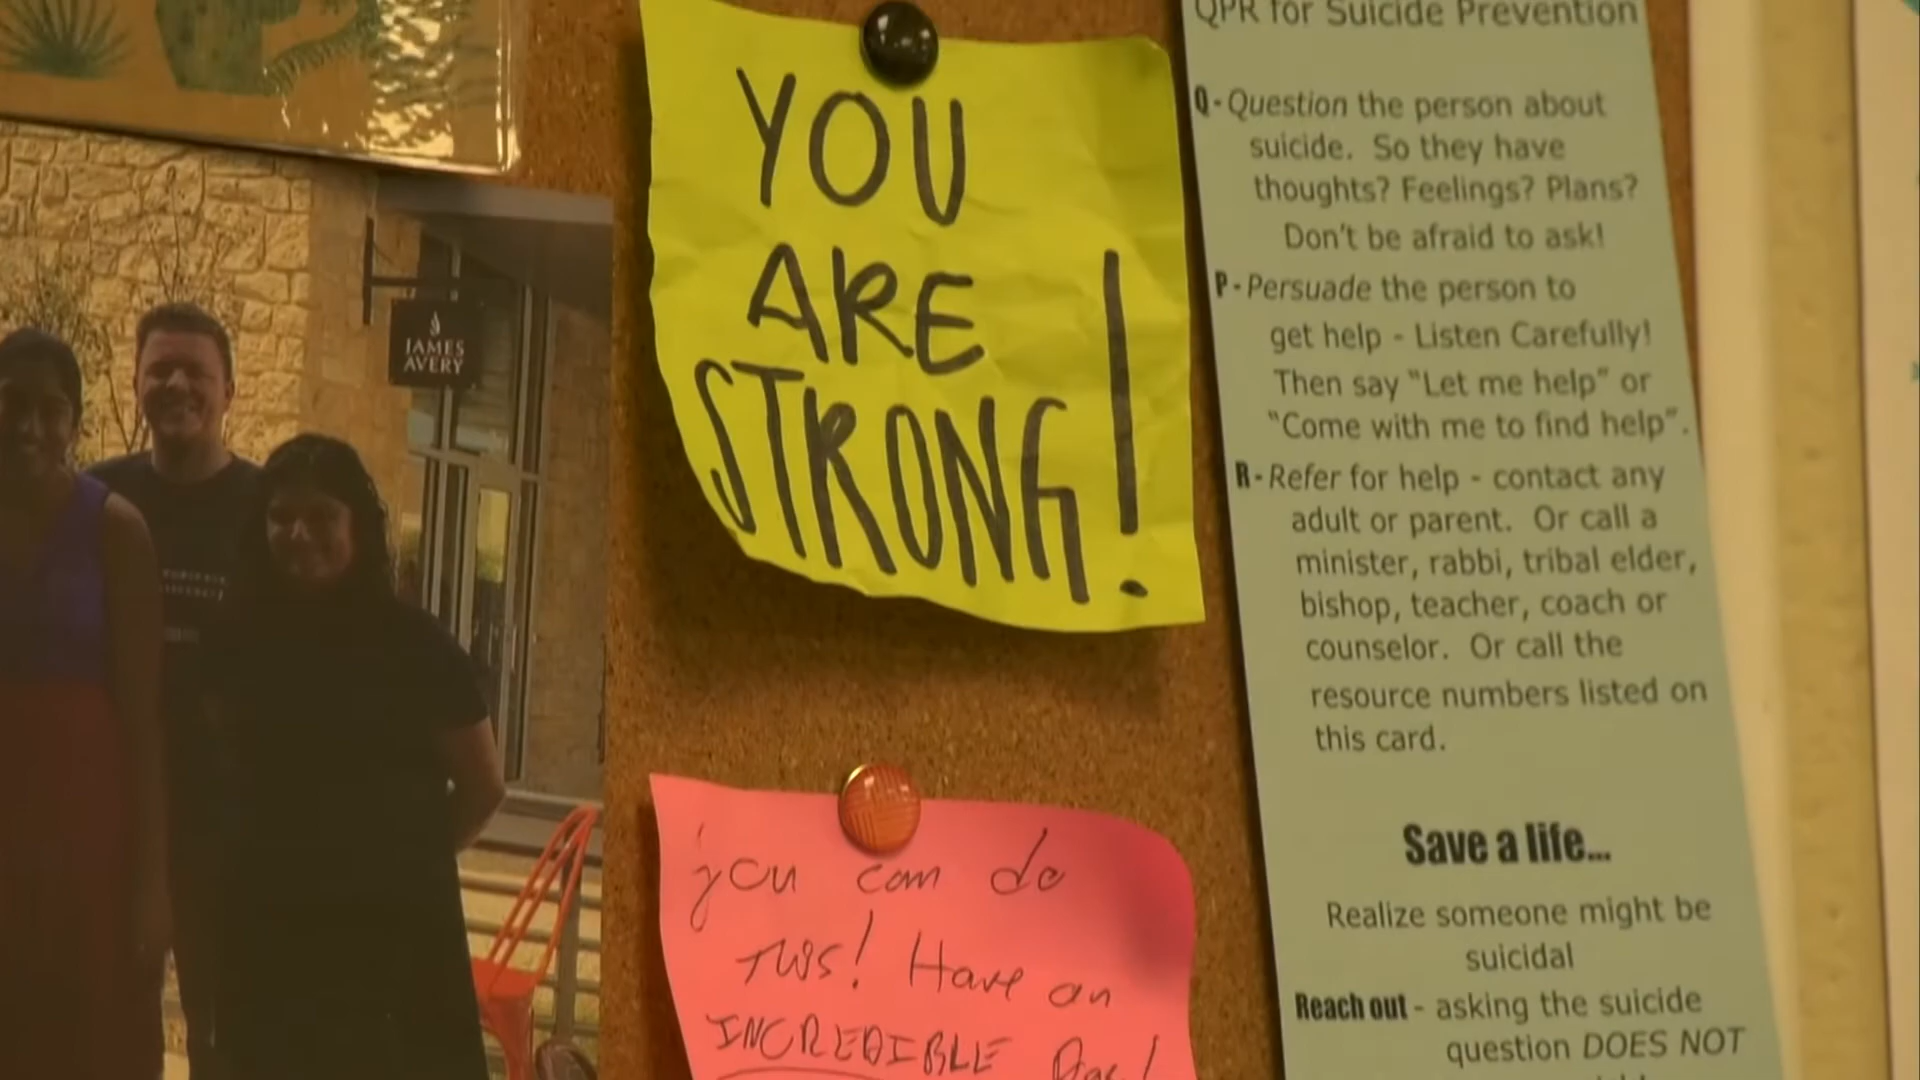 JAMES
AVERY
YOU
ARE
STRONG!
you can do
THIS! Have an
INCREDIBLE Day!
QPR for Suicide Prevention
Q - Question the person about
suicide. So they have
thoughts? Feelings? Plans?
Don't be afraid to ask!
P - Persuade the person to
get help - Listen Carefully!
Then say "Let me help" or
"Come with me to find help".
R - Refer for help - contact any
adult or parent. Or call a
minister, rabbi, tribal elder,
bishop, teacher, coach or
counselor. Or call the
resource numbers listed on
this card.
Save a life...
Realize someone might be
suicidal
Reach out - asking the suicide
question DOES NOT